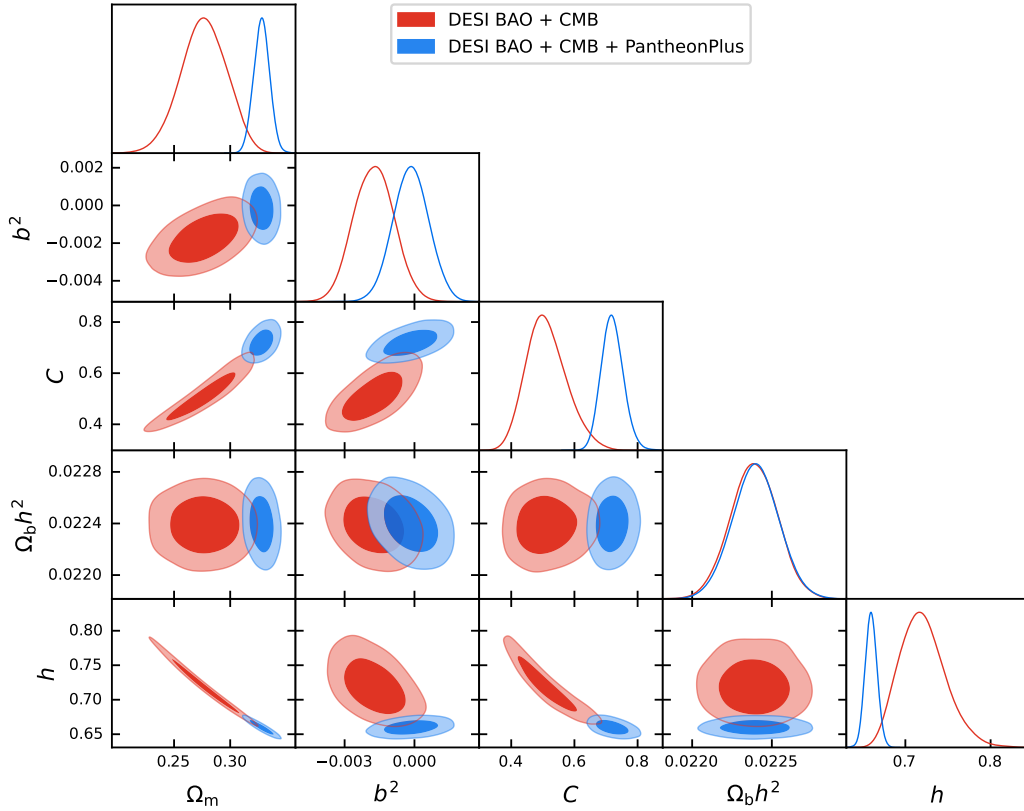 DESI BAO + CMB
DESI BAO + CMB + PantheonPlus
0.002
0.000
−0.002
−0.004
b²
0.8
0.6
0.4
C
0.0228
0.0224
0.0220
Ω_b h²
0.80
0.75
0.70
0.65
h
0.25 0.30 −0.003 0.000 0.4 0.6 0.8 0.0220 0.0225 0.7 0.8
Ω_m b² C Ω_b h² h